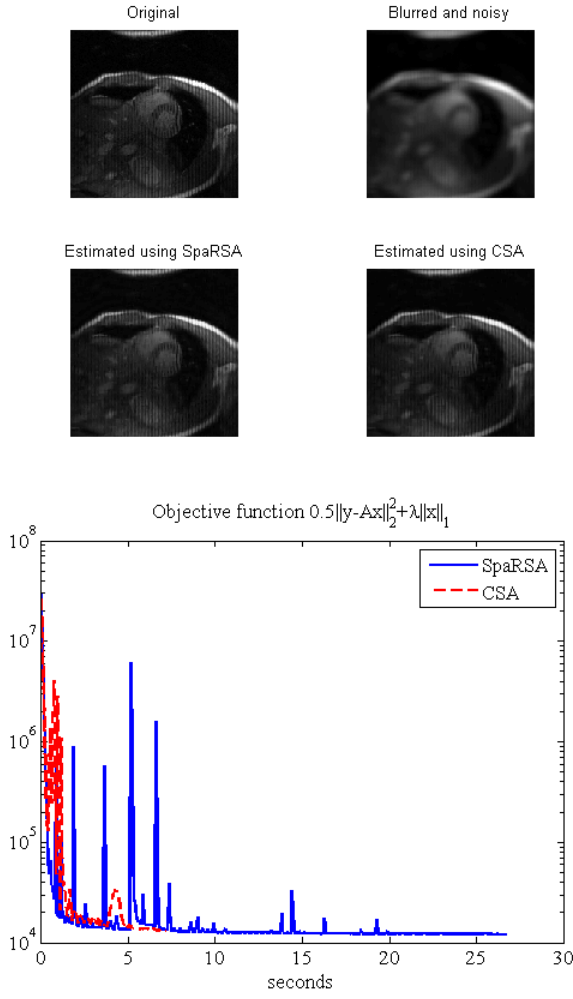 Original
Blurred and noisy
Estimated using SpaRSA
Estimated using CSA
Objective function 0.5||y-Ax||₂²+λ||x||₁
10⁸
SpaRSA
CSA
10⁷
10⁶
10⁵
10⁴
0 5 10 15 20 25 30
seconds